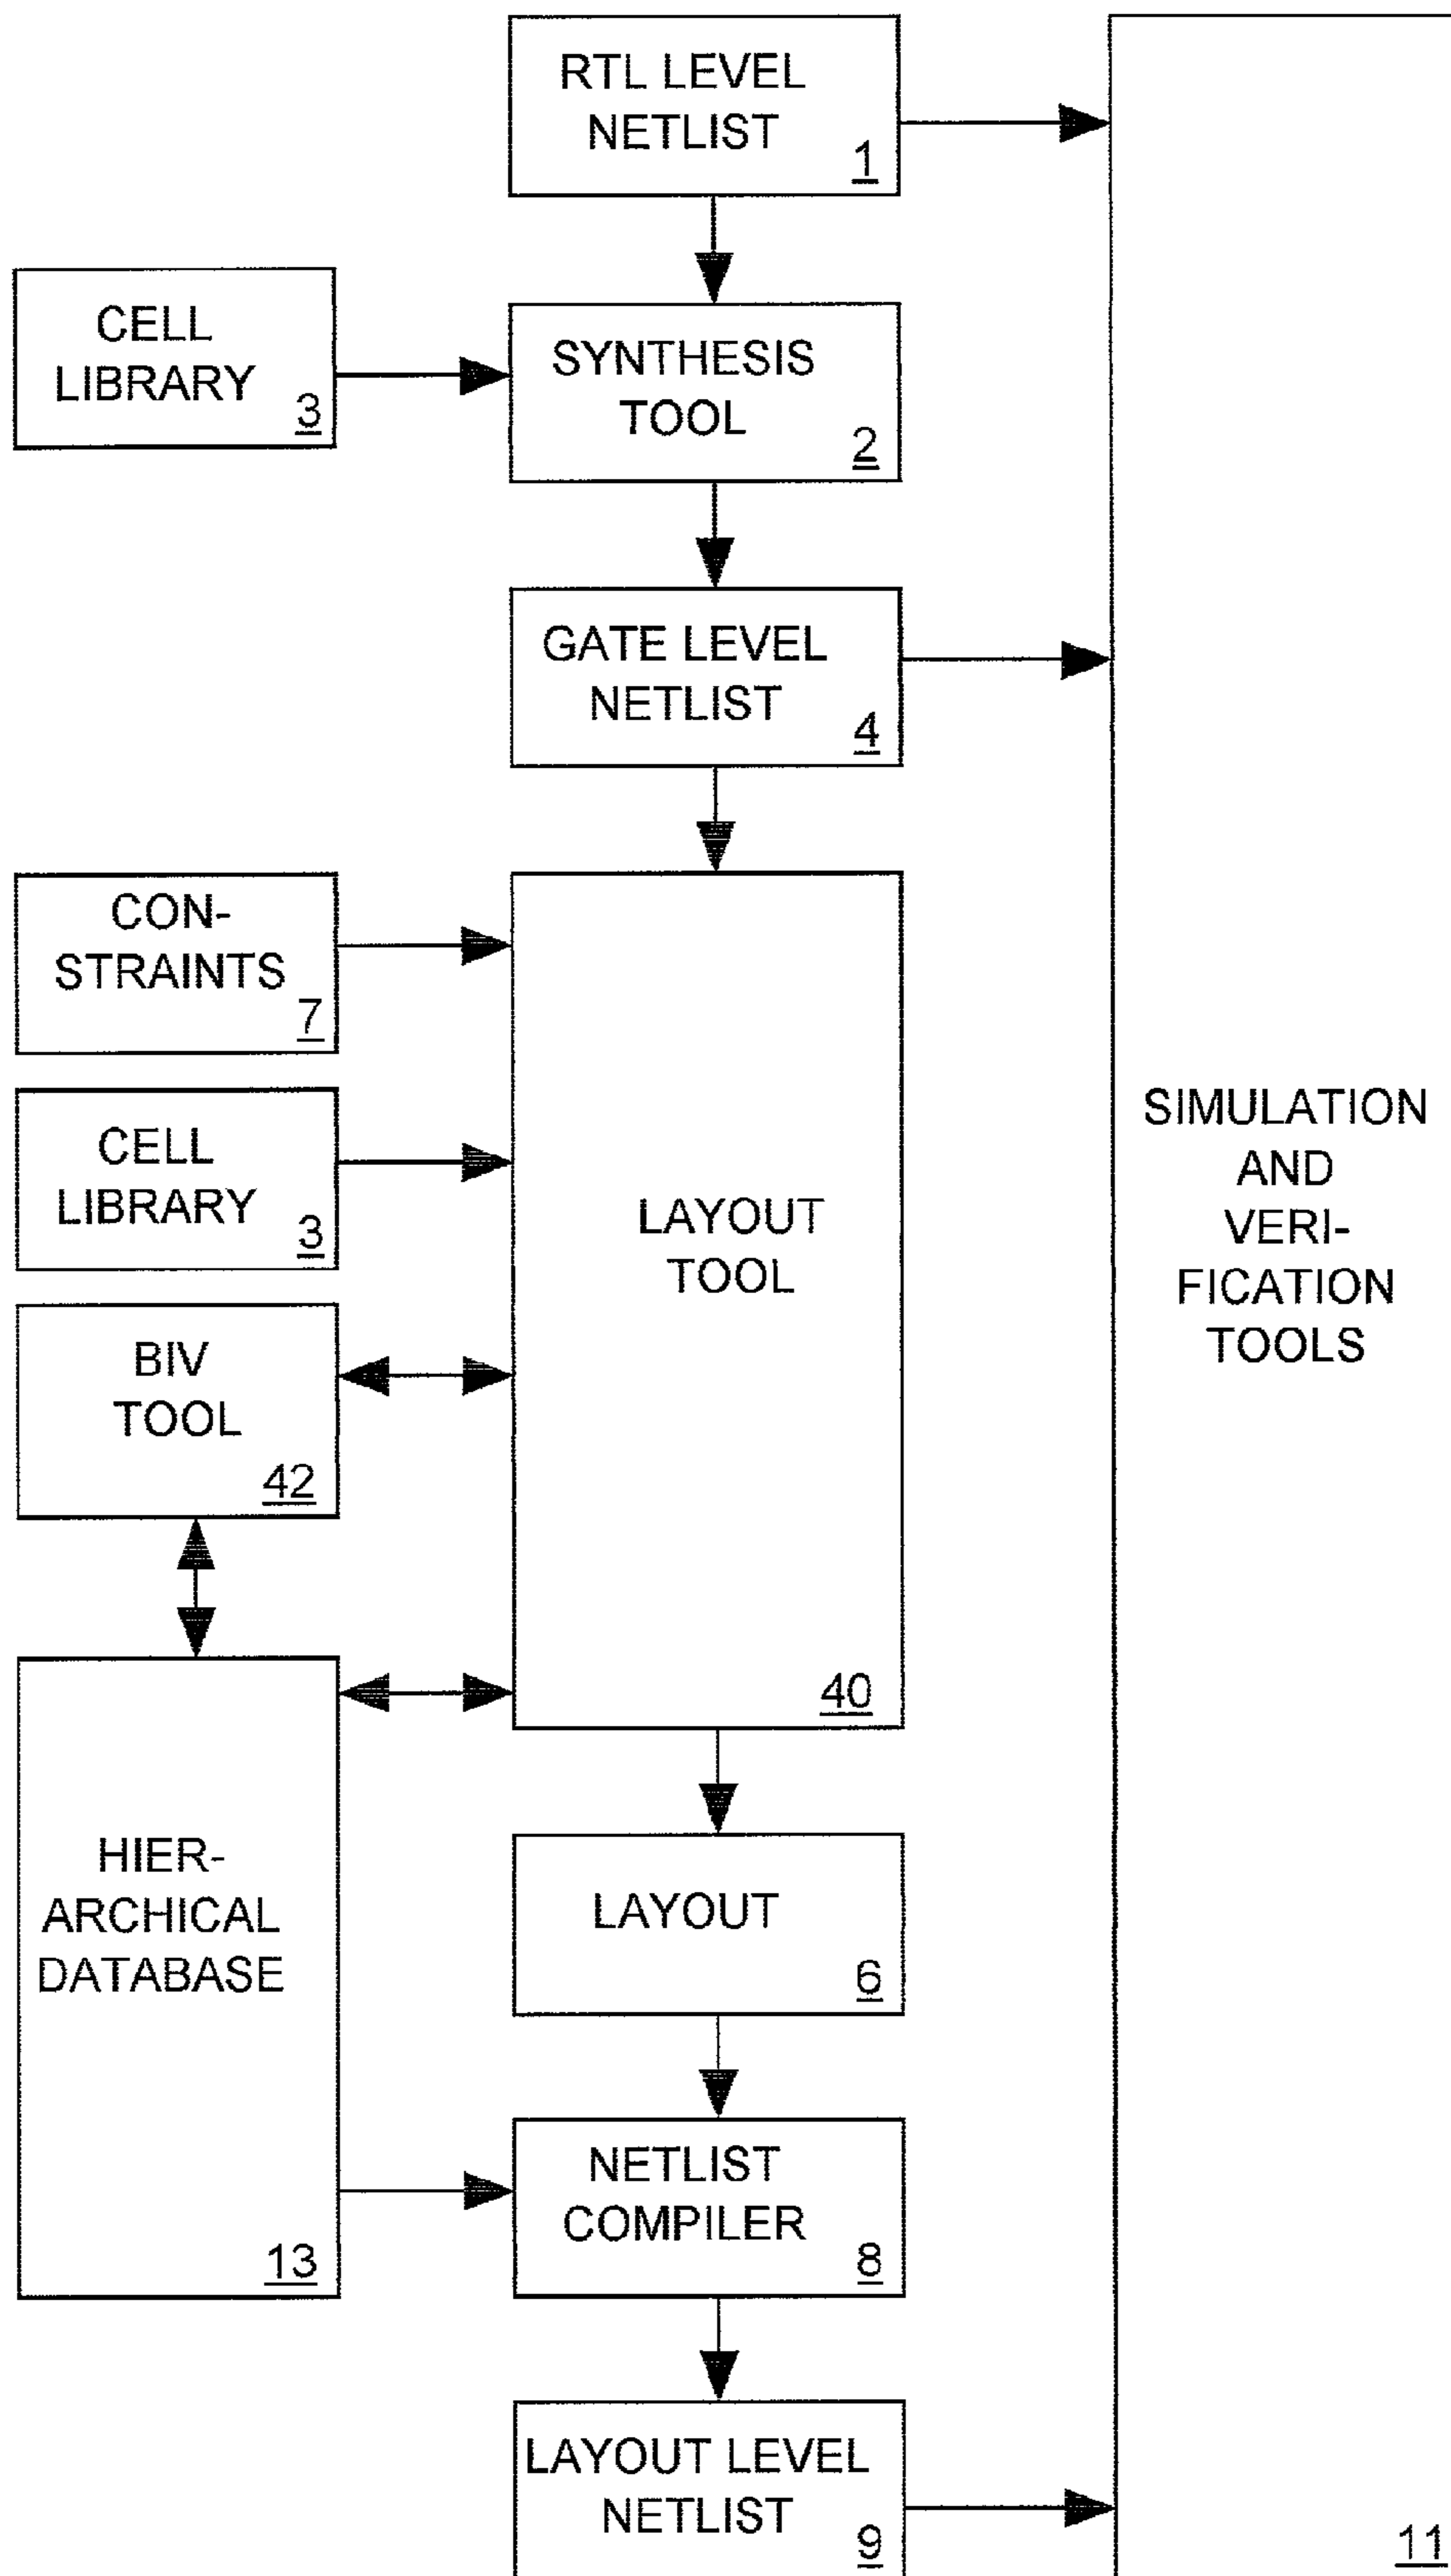 RTL LEVEL
NETLIST
1
CELL
LIBRARY
3
SYNTHESIS
TOOL
2
GATE LEVEL
NETLIST
4
CON-
STRAINTS
7
CELL
LIBRARY
3
LAYOUT
TOOL
40
BIV
TOOL
42
SIMULATION
AND
VERI-
FICATION
TOOLS
11
HIER-
ARCHICAL
DATABASE
13
LAYOUT
6
NETLIST
COMPILER
8
LAYOUT LEVEL
NETLIST
9